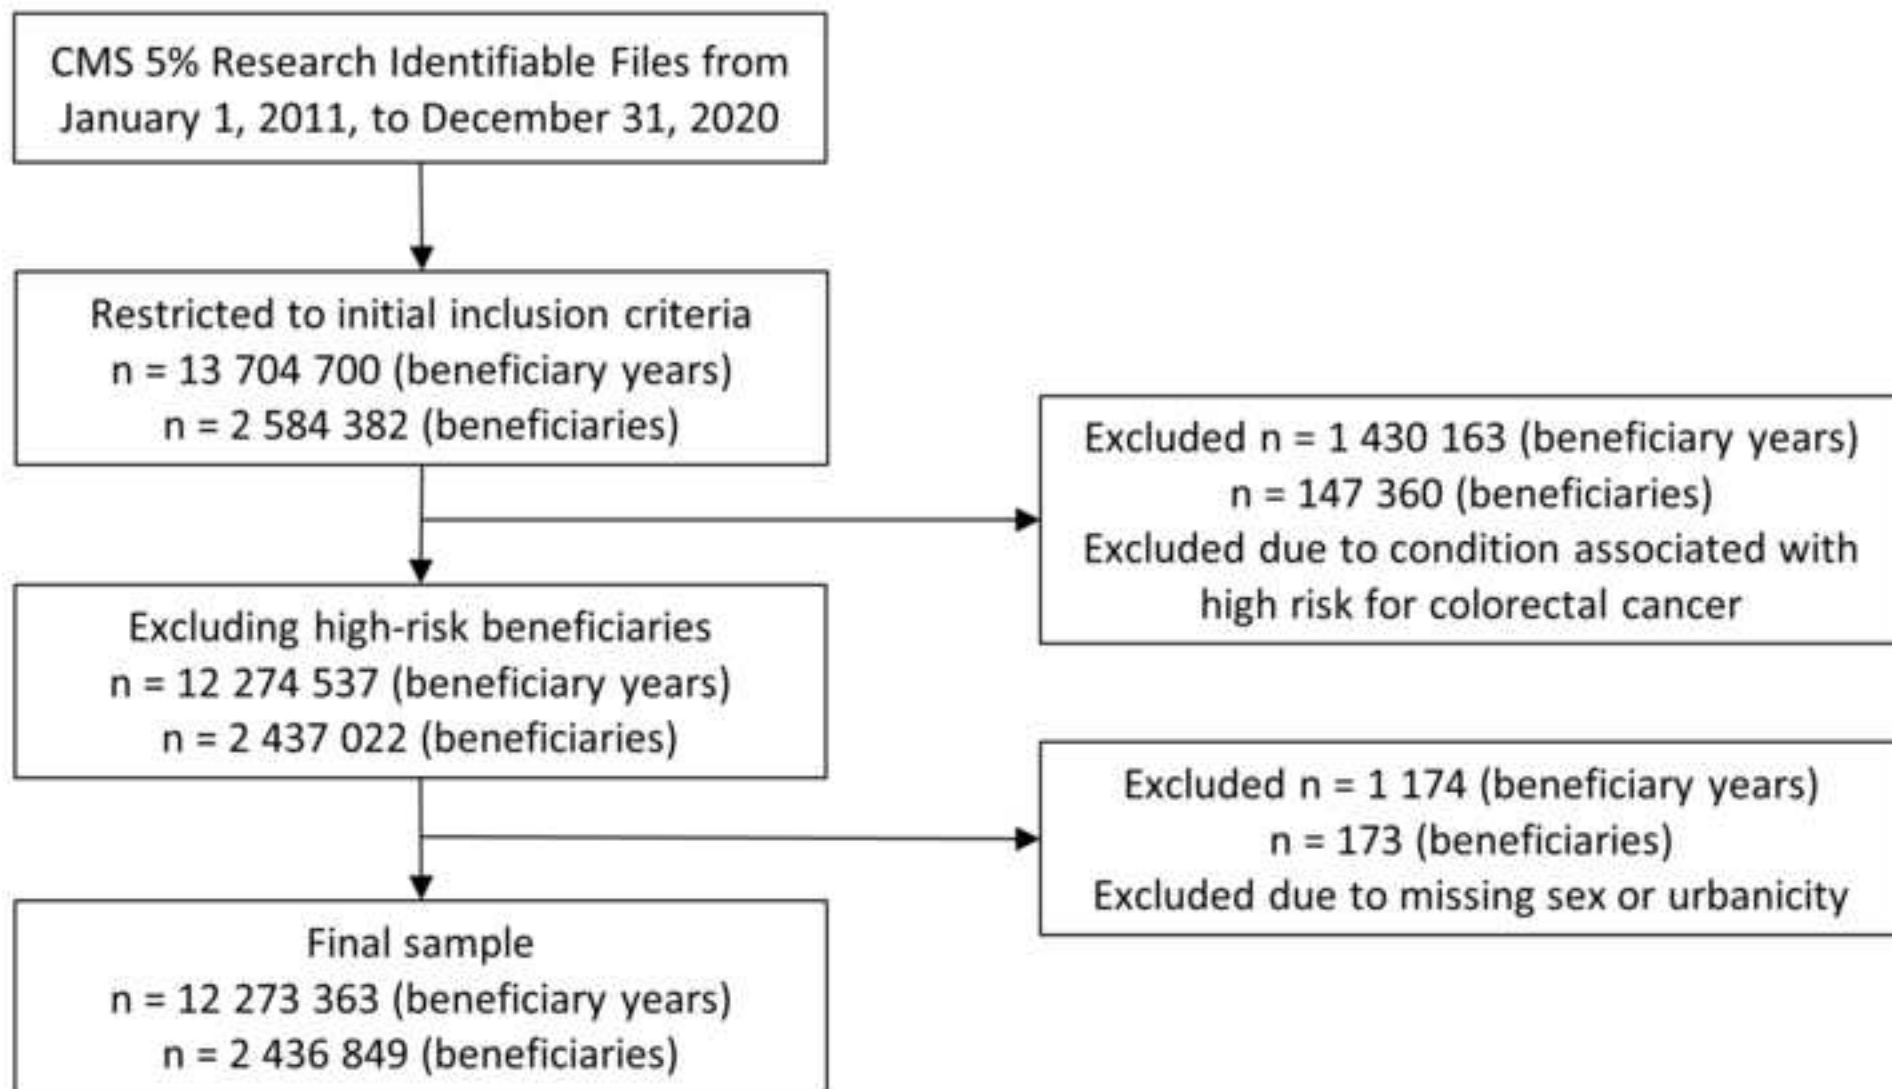 CMS 5% Research Identifiable Files from
January 1, 2011, to December 31, 2020
Restricted to initial inclusion criteria
n = 13 704 700 (beneficiary years)
n = 2 584 382 (beneficiaries)
Excluded n = 1 430 163 (beneficiary years)
n = 147 360 (beneficiaries)
Excluded due to condition associated with
high risk for colorectal cancer
Excluding high-risk beneficiaries
n = 12 274 537 (beneficiary years)
n = 2 437 022 (beneficiaries)
Excluded n = 1 174 (beneficiary years)
n = 173 (beneficiaries)
Excluded due to missing sex or urbanicity
Final sample
n = 12 273 363 (beneficiary years)
n = 2 436 849 (beneficiaries)